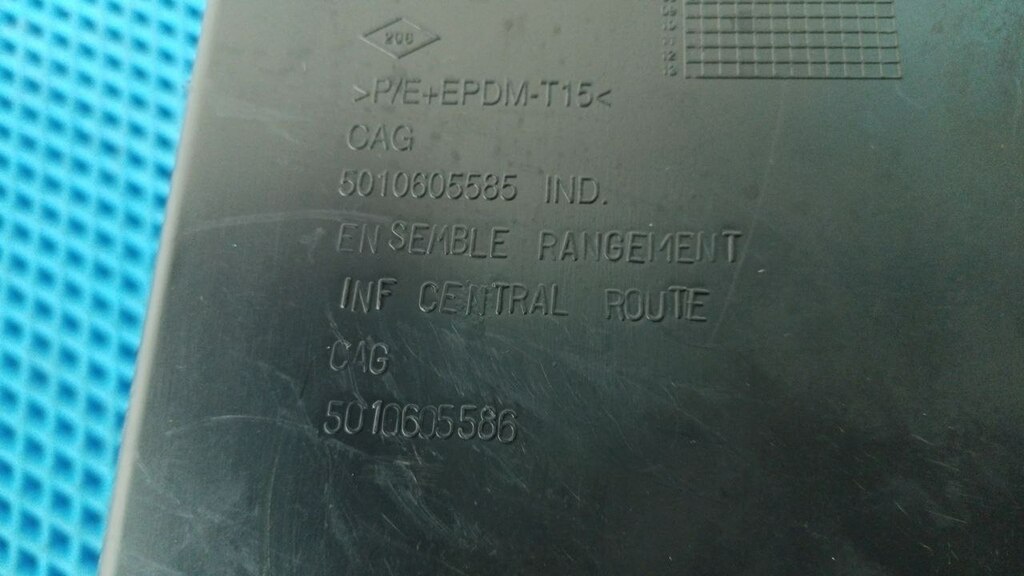 206
>P/E+EPDM-T15<
CAG
5010605585 IND.
ENSEMBLE RANGEMENT
INF CENTRAL ROUTE
CAG
5010605586